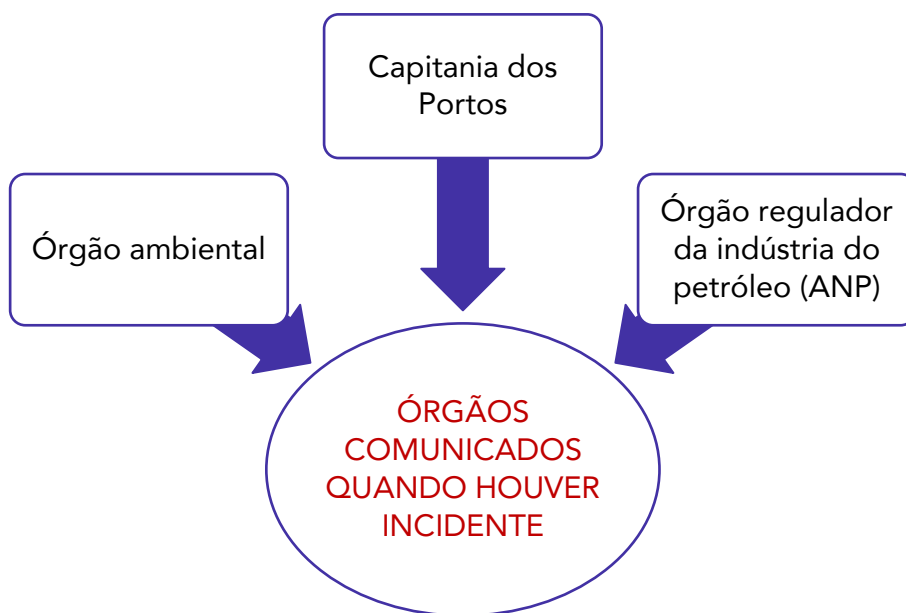 Capitania dos
Portos
Órgão ambiental
Órgão regulador
da indústria do
petróleo (ANP)
ÓRGÃOS
COMUNICADOS
QUANDO HOUVER
INCIDENTE